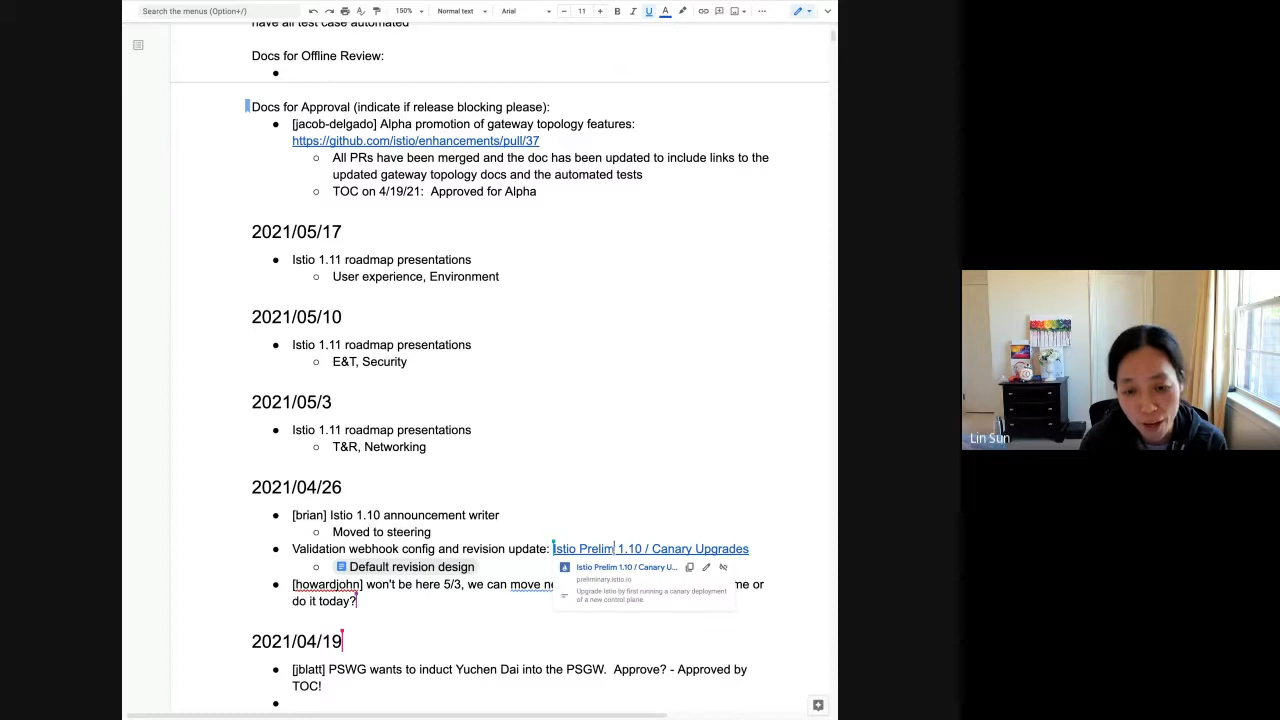 Search the menus (Option+/)
150%
Normal text
Arial
11
B
I
U
A
have all test case automated
Docs for Offline Review:
Docs for Approval (indicate if release blocking please):
[jacob-delgado] Alpha promotion of gateway topology features:
https://github.com/istio/enhancements/pull/37
All PRs have been merged and the doc has been updated to include links to the
updated gateway topology docs and the automated tests
TOC on 4/19/21: Approved for Alpha
2021/05/17
Istio 1.11 roadmap presentations
User experience, Environment
2021/05/10
Istio 1.11 roadmap presentations
E&T, Security
2021/05/3
Istio 1.11 roadmap presentations
T&R, Networking
2021/04/26
[brian] Istio 1.10 announcement writer
Moved to steering
Validation webhook config and revision update: Istio Prelim 1.10 / Canary Upgrades
Default revision design
Istio Prelim 1.10 / Canary U...
preliminary.istio.io
Upgrade Istio by first running a canary deployment
of a new control plane.
[howardjohn] won't be here 5/3, we can move me or
do it today?
2021/04/19
[jblatt] PSWG wants to induct Yuchen Dai into the PSGW. Approve? - Approved by
TOC!
Lin Sun